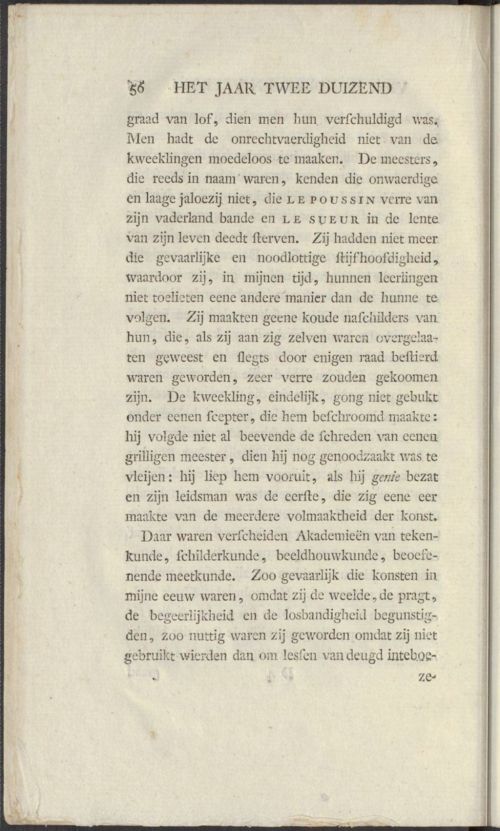 56 HET JAAR TWEE DUIZEND
graad van lof, dien men hun verſchuldigd was.
Men hadt de onrechtvaerdigheid niet van de
kweeklingen moedeloos te maaken. De meesters,
die reeds in naam waren, kenden die onwaerdige
en laage jaloezij niet, die LE POUSSIN verre van
zijn vaderland bande en LE SUEUR in de lente
van zijn leven deedt ſterven. Zij hadden niet meer
die gevaarlijke en noodlottige ſtijfhoofdigheid,
waardoor zij, in mijnen tijd, hunnen leerlingen
niet toelieten eene andere manier dan de hunne te
volgen. Zij maakten geene koude naſchilders van
hun, die, als zij aan zig zelven waren overgelaa-
ten geweest en ſlegts door enigen raad beſtierd
waren geworden, zeer verre zouden gekoomen
zijn. De kweekling, eindelijk, gong niet gebukt
onder eenen ſcepter, die hem beſchroomd maakte:
hij volgde niet al beevende de ſchreden van eenen
grilligen meester, dien hij nog genoodzaakt was te
vleijen: hij liep hem vooruit, als hij genie bezat
en zijn leidsman was de eerſte, die zig eene eer
maakte van de meerdere volmaaktheid der konst.
Daar waren verſcheiden Akademieën van teken-
kunde, ſchilderkunde, beeldhouwkunde, beoefe-
nende meetkunde. Zoo gevaarlijk die konsten in
mijne eeuw waren, omdat zij de weelde, de pragt,
de begeerlijkheid en de losbandigheid begunstig-
den, zoo nuttig waren zij geworden omdat zij niet
gebruikt wierden dan om lesſen van deugd inteboe-
ze-